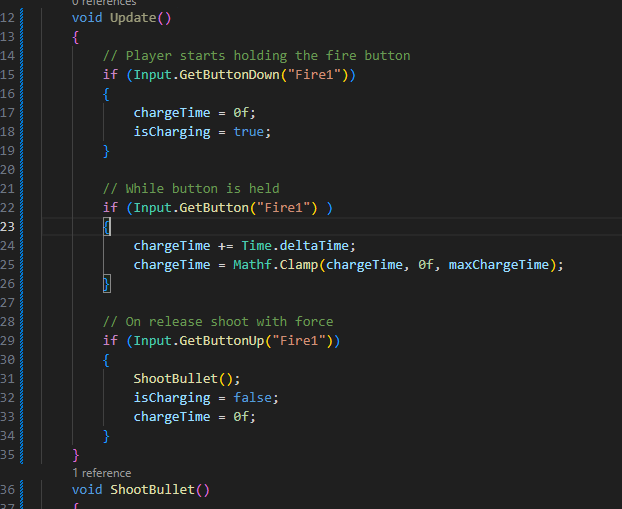 0 references
12 void Update()
13 {
14 // Player starts holding the fire button
15 if (Input.GetButtonDown("Fire1"))
16 {
17 chargeTime = 0f;
18 isCharging = true;
19 }
20
21 // While button is held
22 if (Input.GetButton("Fire1") )
23 {
24 chargeTime += Time.deltaTime;
25 chargeTime = Mathf.Clamp(chargeTime, 0f, maxChargeTime);
26 }
27
28 // On release shoot with force
29 if (Input.GetButtonUp("Fire1"))
30 {
31 ShootBullet();
32 isCharging = false;
33 chargeTime = 0f;
34 }
35 }
1 reference
36 void ShootBullet()
37 {